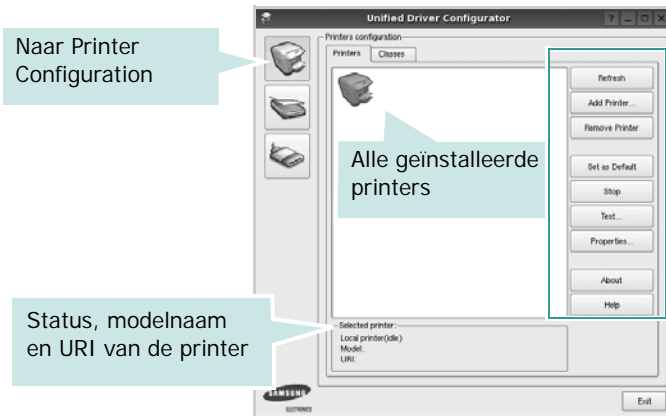 Unified Driver Configurator
Naar Printer
Configuration
Printers configuration
Printers
Classes
Refresh
Add Printer...
Remove Printer
Alle geïnstalleerde
printers
Set as Default
Stop
Test...
Properties...
About
Help
Status, modelnaam
en URI van de printer
Selected printer:
Local printer(idle)
Model:
URI:
SAMSUNG
ELECTRONICS
Exit